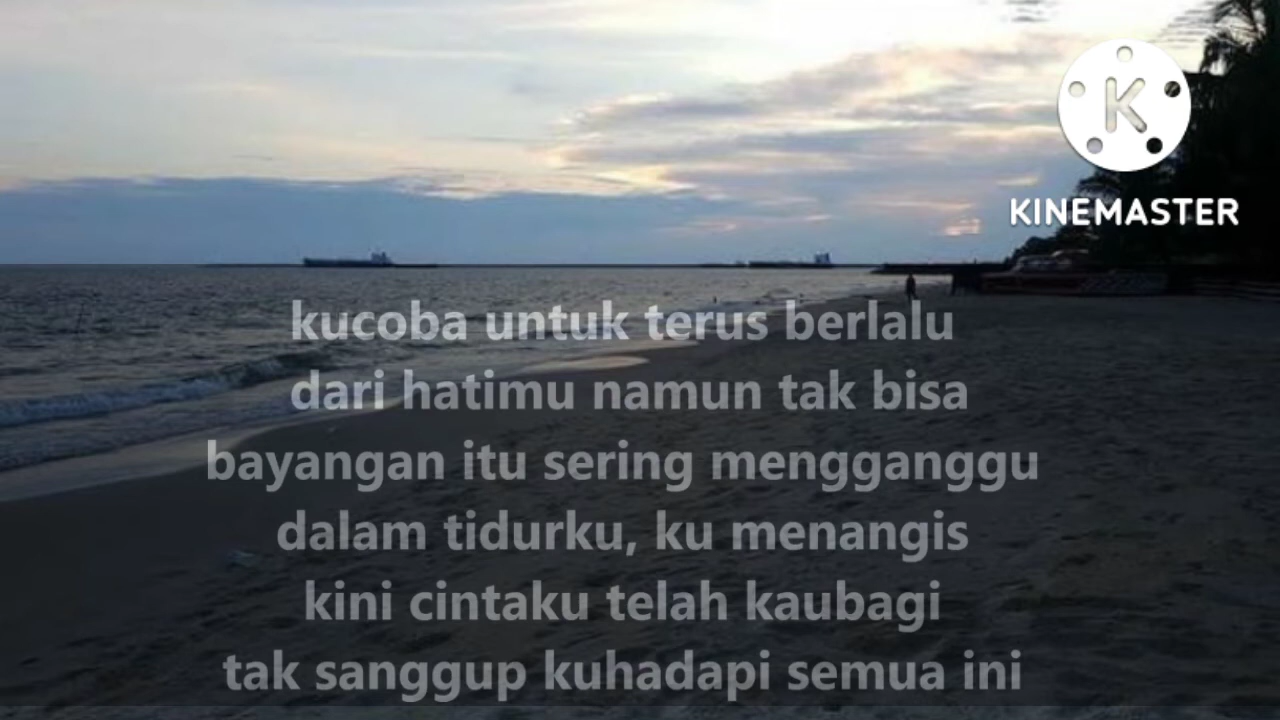 K
KINEMASTER
kucoba untuk terus berlalu
dari hatimu namun tak bisa
bayangan itu sering mengganggu
dalam tidurku, ku menangis
kini cintaku telah kaubagi
tak sanggup kuhadapi semua ini